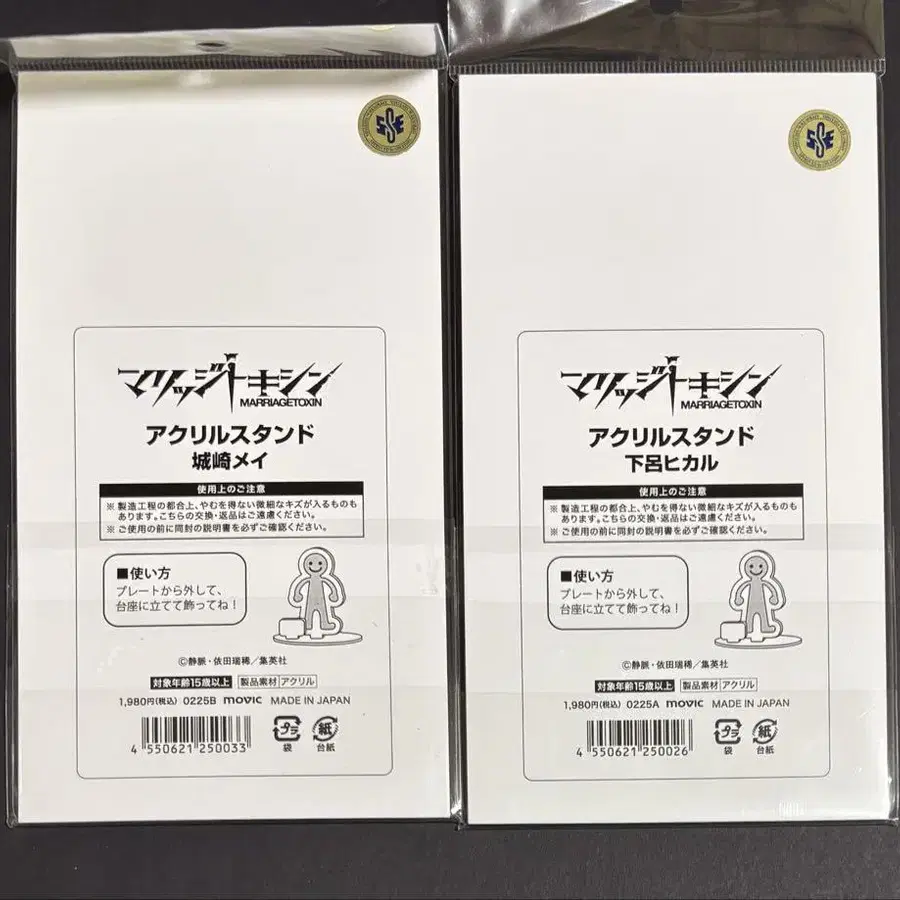 マリッジトキシン
MARRIAGETOXIN
アクリルスタンド
城崎メイ
使用上のご注意
※製造工程の都合上、やむを得ない微細なキズが入るものも
あります。こちらの交換・返品はご遠慮ください。
※ご使用の前に同封の説明書を必ずご確認ください。
■使い方
プレートから外して、
台座に立てて飾ってね!
©静脈・依田瑞稀/集英社
対象年齢15歳以上 製品素材 アクリル
1,980円(税込) 0225B movic MADE IN JAPAN
4 550621 250033
プラ 紙
袋 台紙
マリッジトキシン
MARRIAGETOXIN
アクリルスタンド
下呂ヒカル
使用上のご注意
※製造工程の都合上、やむを得ない微細なキズが入るものも
あります。こちらの交換・返品はご遠慮ください。
※ご使用の前に同封の説明書を必ずご確認ください。
■使い方
プレートから外して、
台座に立てて飾ってね!
©静脈・依田瑞稀/集英社
対象年齢15歳以上 製品素材 アクリル
1,980円(税込) 0225A movic MADE IN JAPAN
4 550621 250026
プラ 紙
袋 台紙